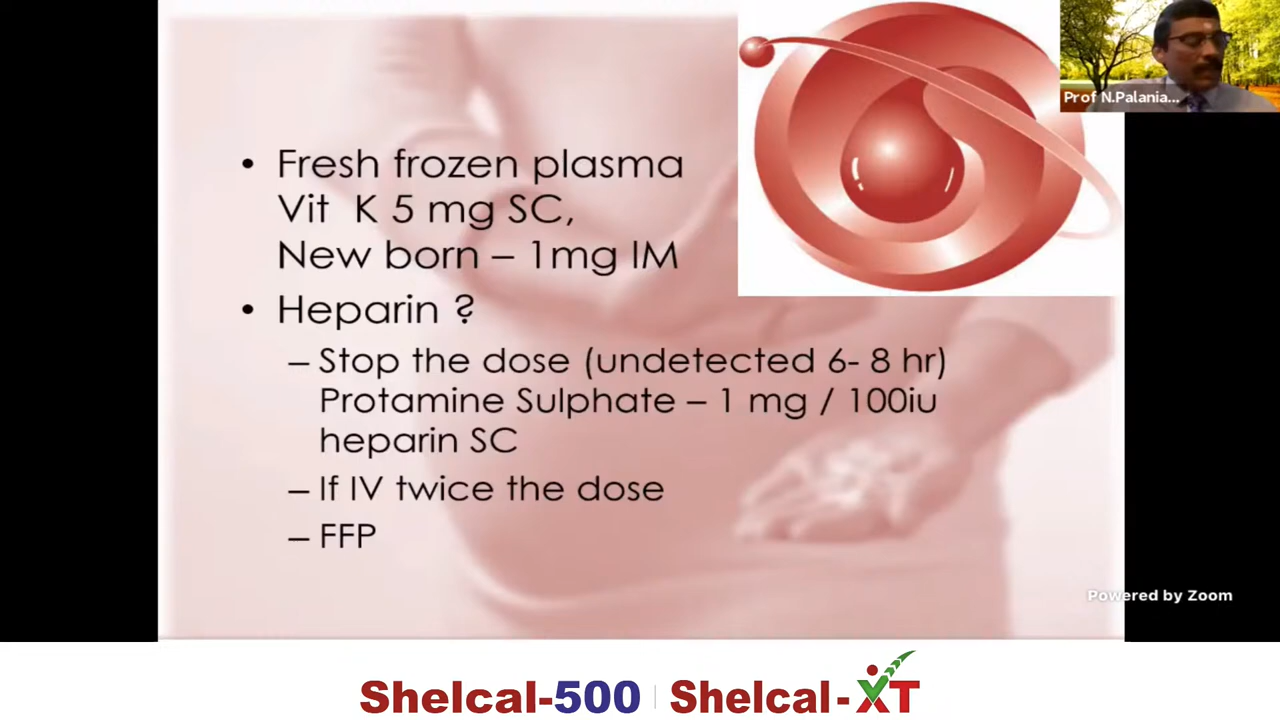 Prof N.Palania...
• Fresh frozen plasma
Vit K 5 mg SC,
New born – 1mg IM
• Heparin ?
– Stop the dose (undetected 6- 8 hr)
Protamine Sulphate – 1 mg / 100iu
heparin SC
– If IV twice the dose
– FFP
Powered by Zoom
Shelcal-500 | Shelcal-XT